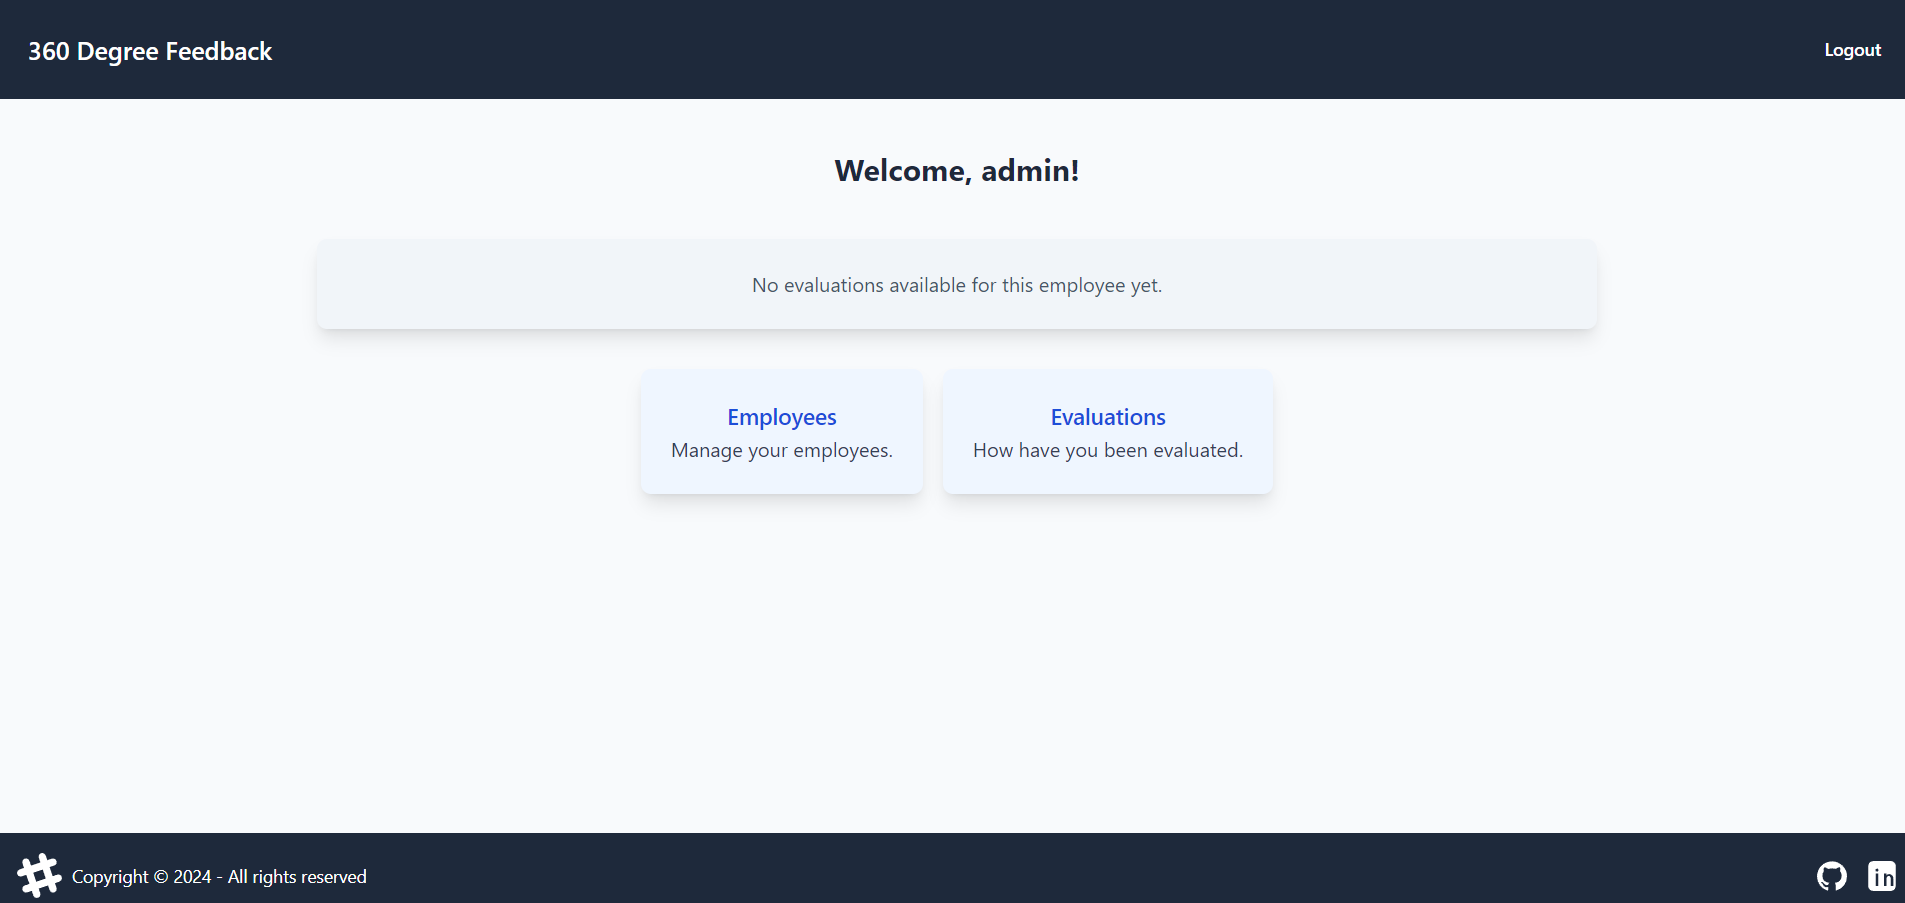 360 Degree Feedback
Logout
Welcome, admin!
No evaluations available for this employee yet.
Employees
Manage your employees.
Evaluations
How have you been evaluated.
Copyright © 2024 - All rights reserved
in